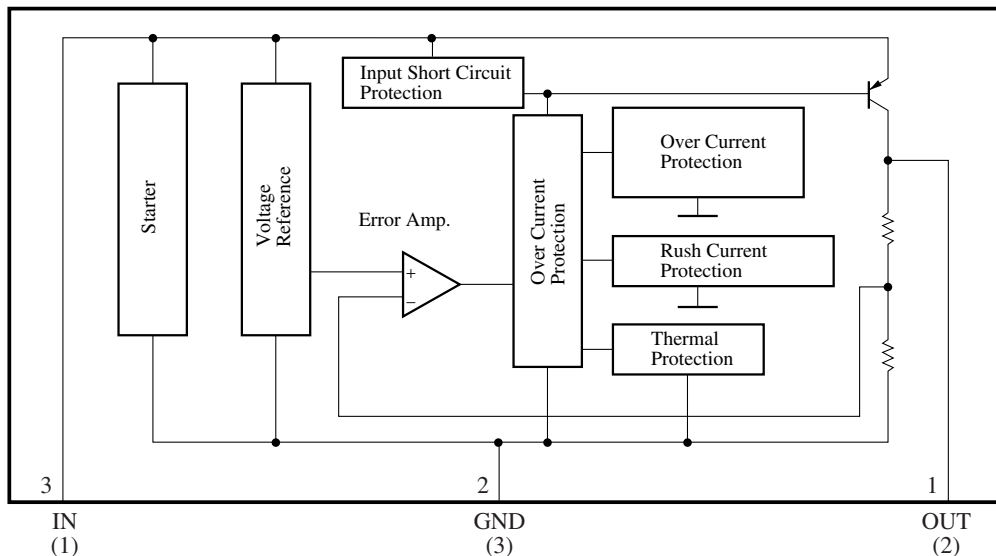 Input Short Circuit
Protection
Starter
Voltage
Reference
Error Amp.
+
−
Over Current
Protection
Over Current
Protection
Rush Current
Protection
Thermal
Protection
3
2
1
IN
GND
OUT
(1)
(3)
(2)